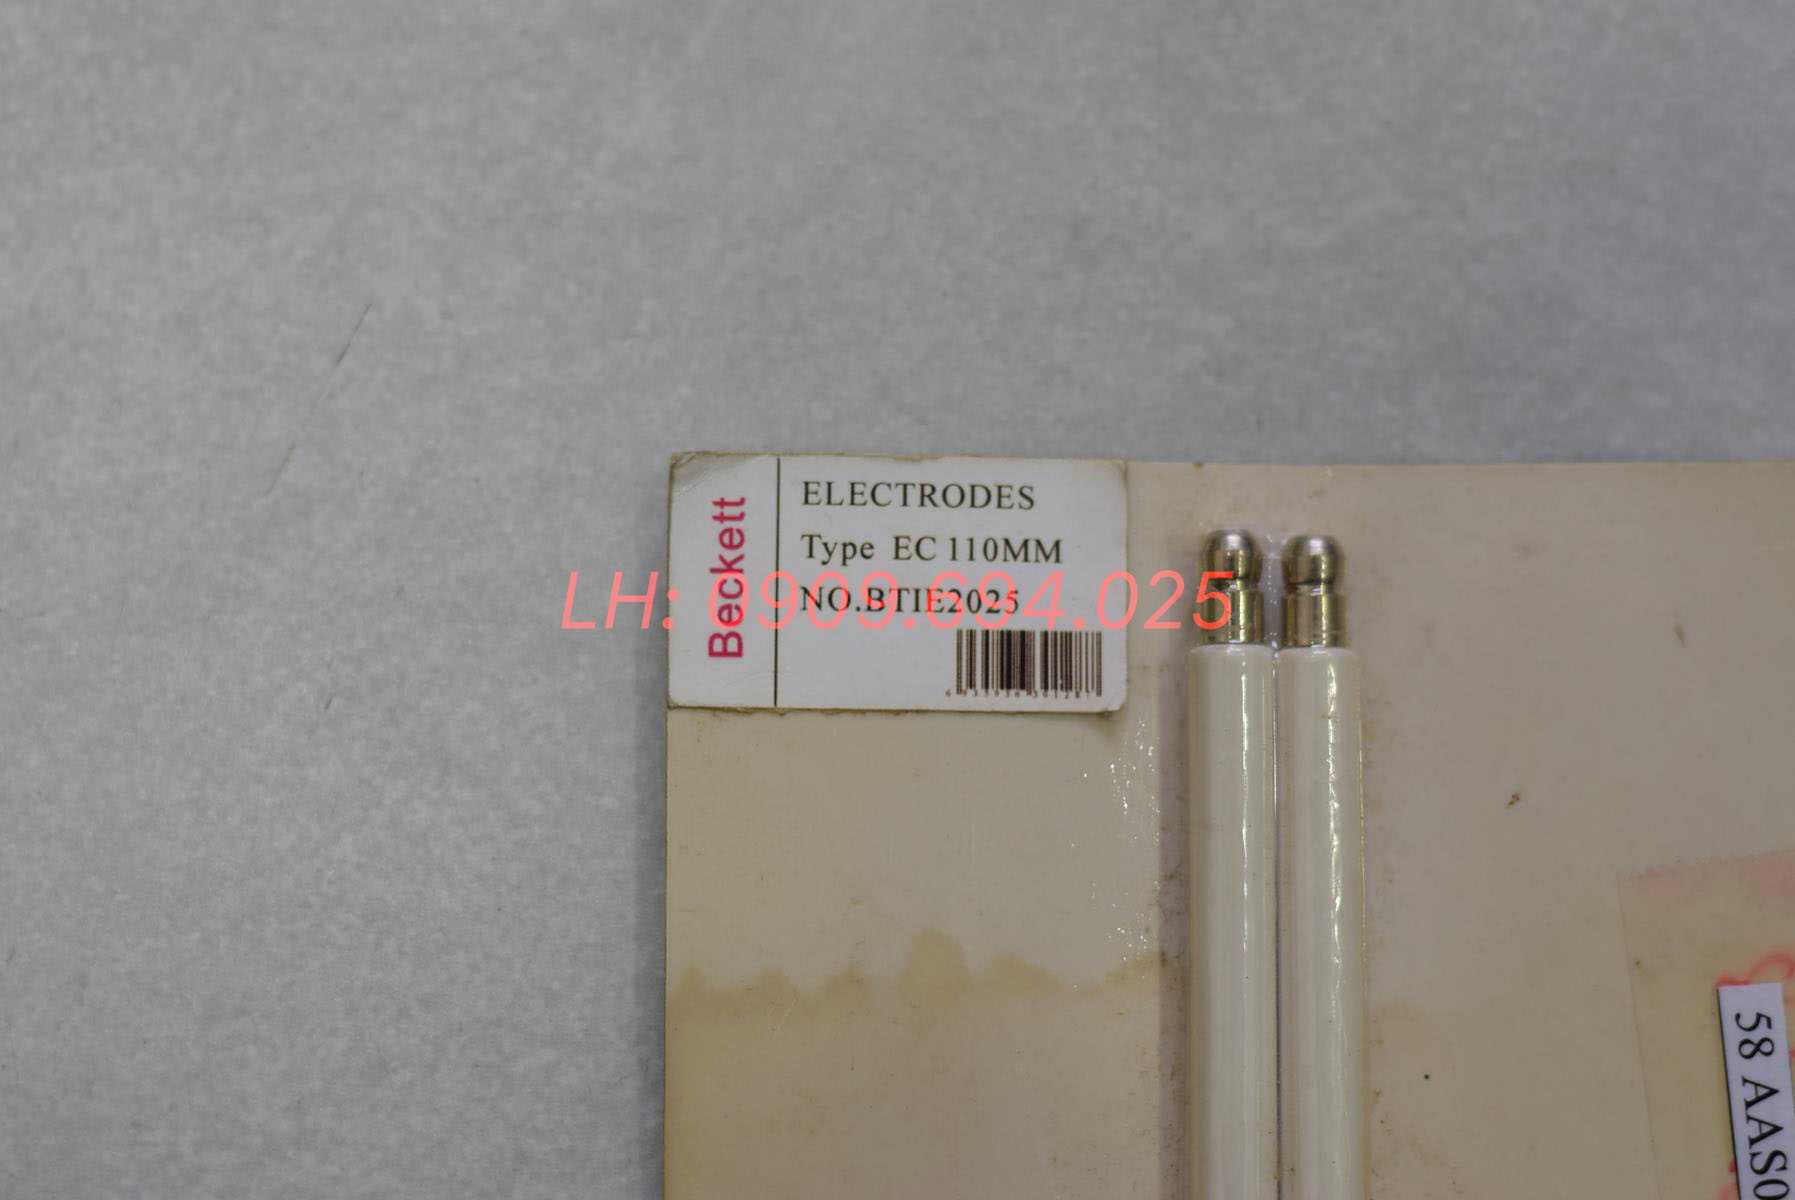 Beckett
ELECTRODES
Type EC 110MM
NO.BTIE2025
LH: 0909.694.025
58 AAS0